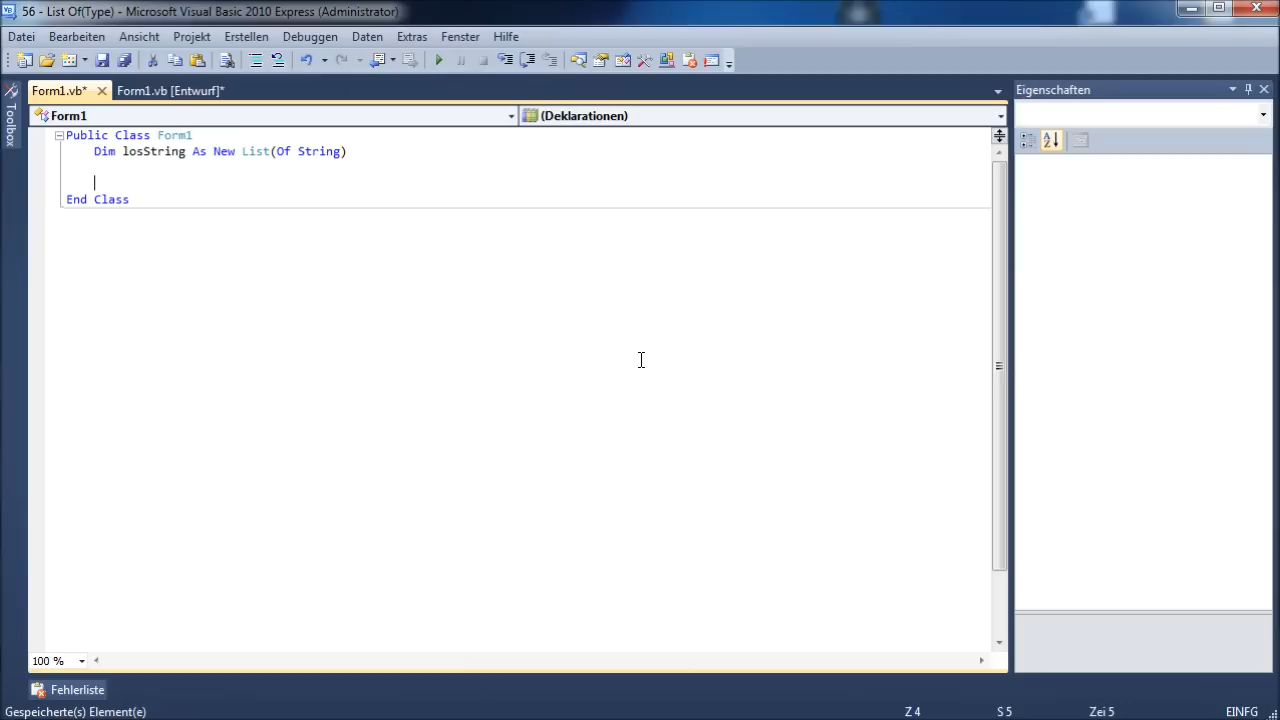 56 - List Of(Type) - Microsoft Visual Basic 2010 Express (Administrator)
Datei Bearbeiten Ansicht Projekt Erstellen Debuggen Daten Extras Fenster Hilfe
Form1.vb* Form1.vb [Entwurf]* Eigenschaften
Toolbox
Form1 (Deklarationen)
Public Class Form1
Dim losString As New List(Of String)
End Class
100 %
Fehlerliste
Gespeicherte(s) Element(e) Z 4 S 5 Zei 5 EINFG